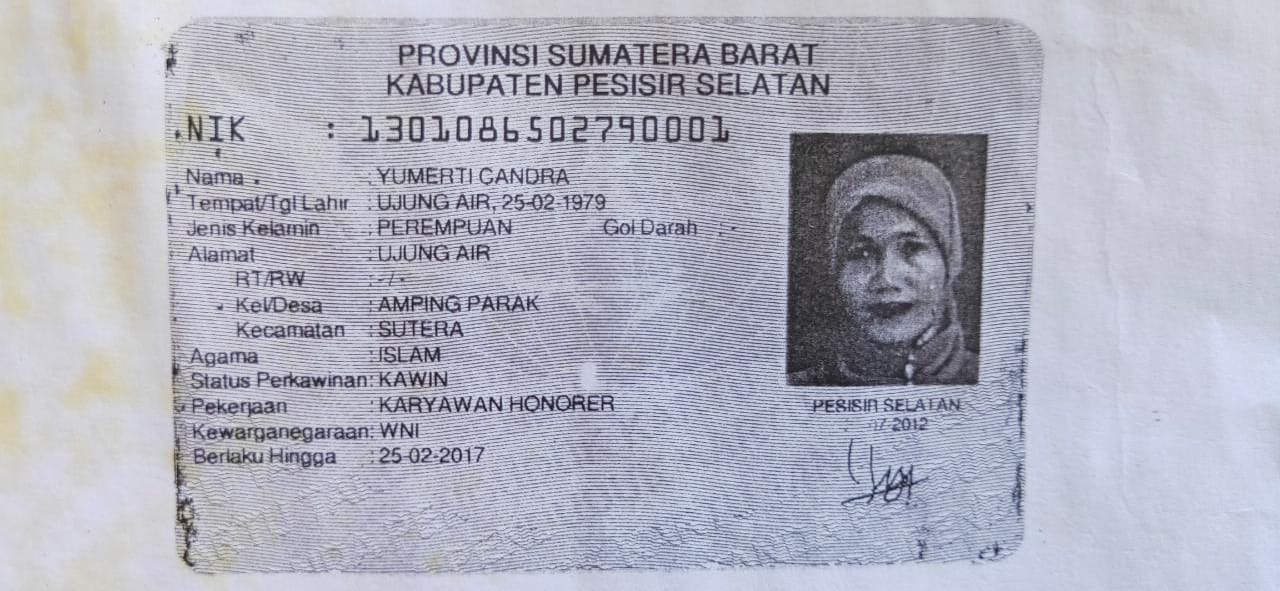 PROVINSI SUMATERA BARAT
KABUPATEN PESISIR SELATAN
NIK : 1301086502790001
Nama : YUMERTI CANDRA
Tempat/Tgl Lahir : UJUNG AIR, 25-02-1979
Jenis Kelamin : PEREMPUAN Gol Darah : -
Alamat : UJUNG AIR
RT/RW : - / -
Kel/Desa : AMPING PARAK
Kecamatan : SUTERA
Agama : ISLAM
Status Perkawinan: KAWIN
Pekerjaan : KARYAWAN HONORER
Kewarganegaraan: WNI
Berlaku Hingga : 25-02-2017
PESISIR SELATAN
2012